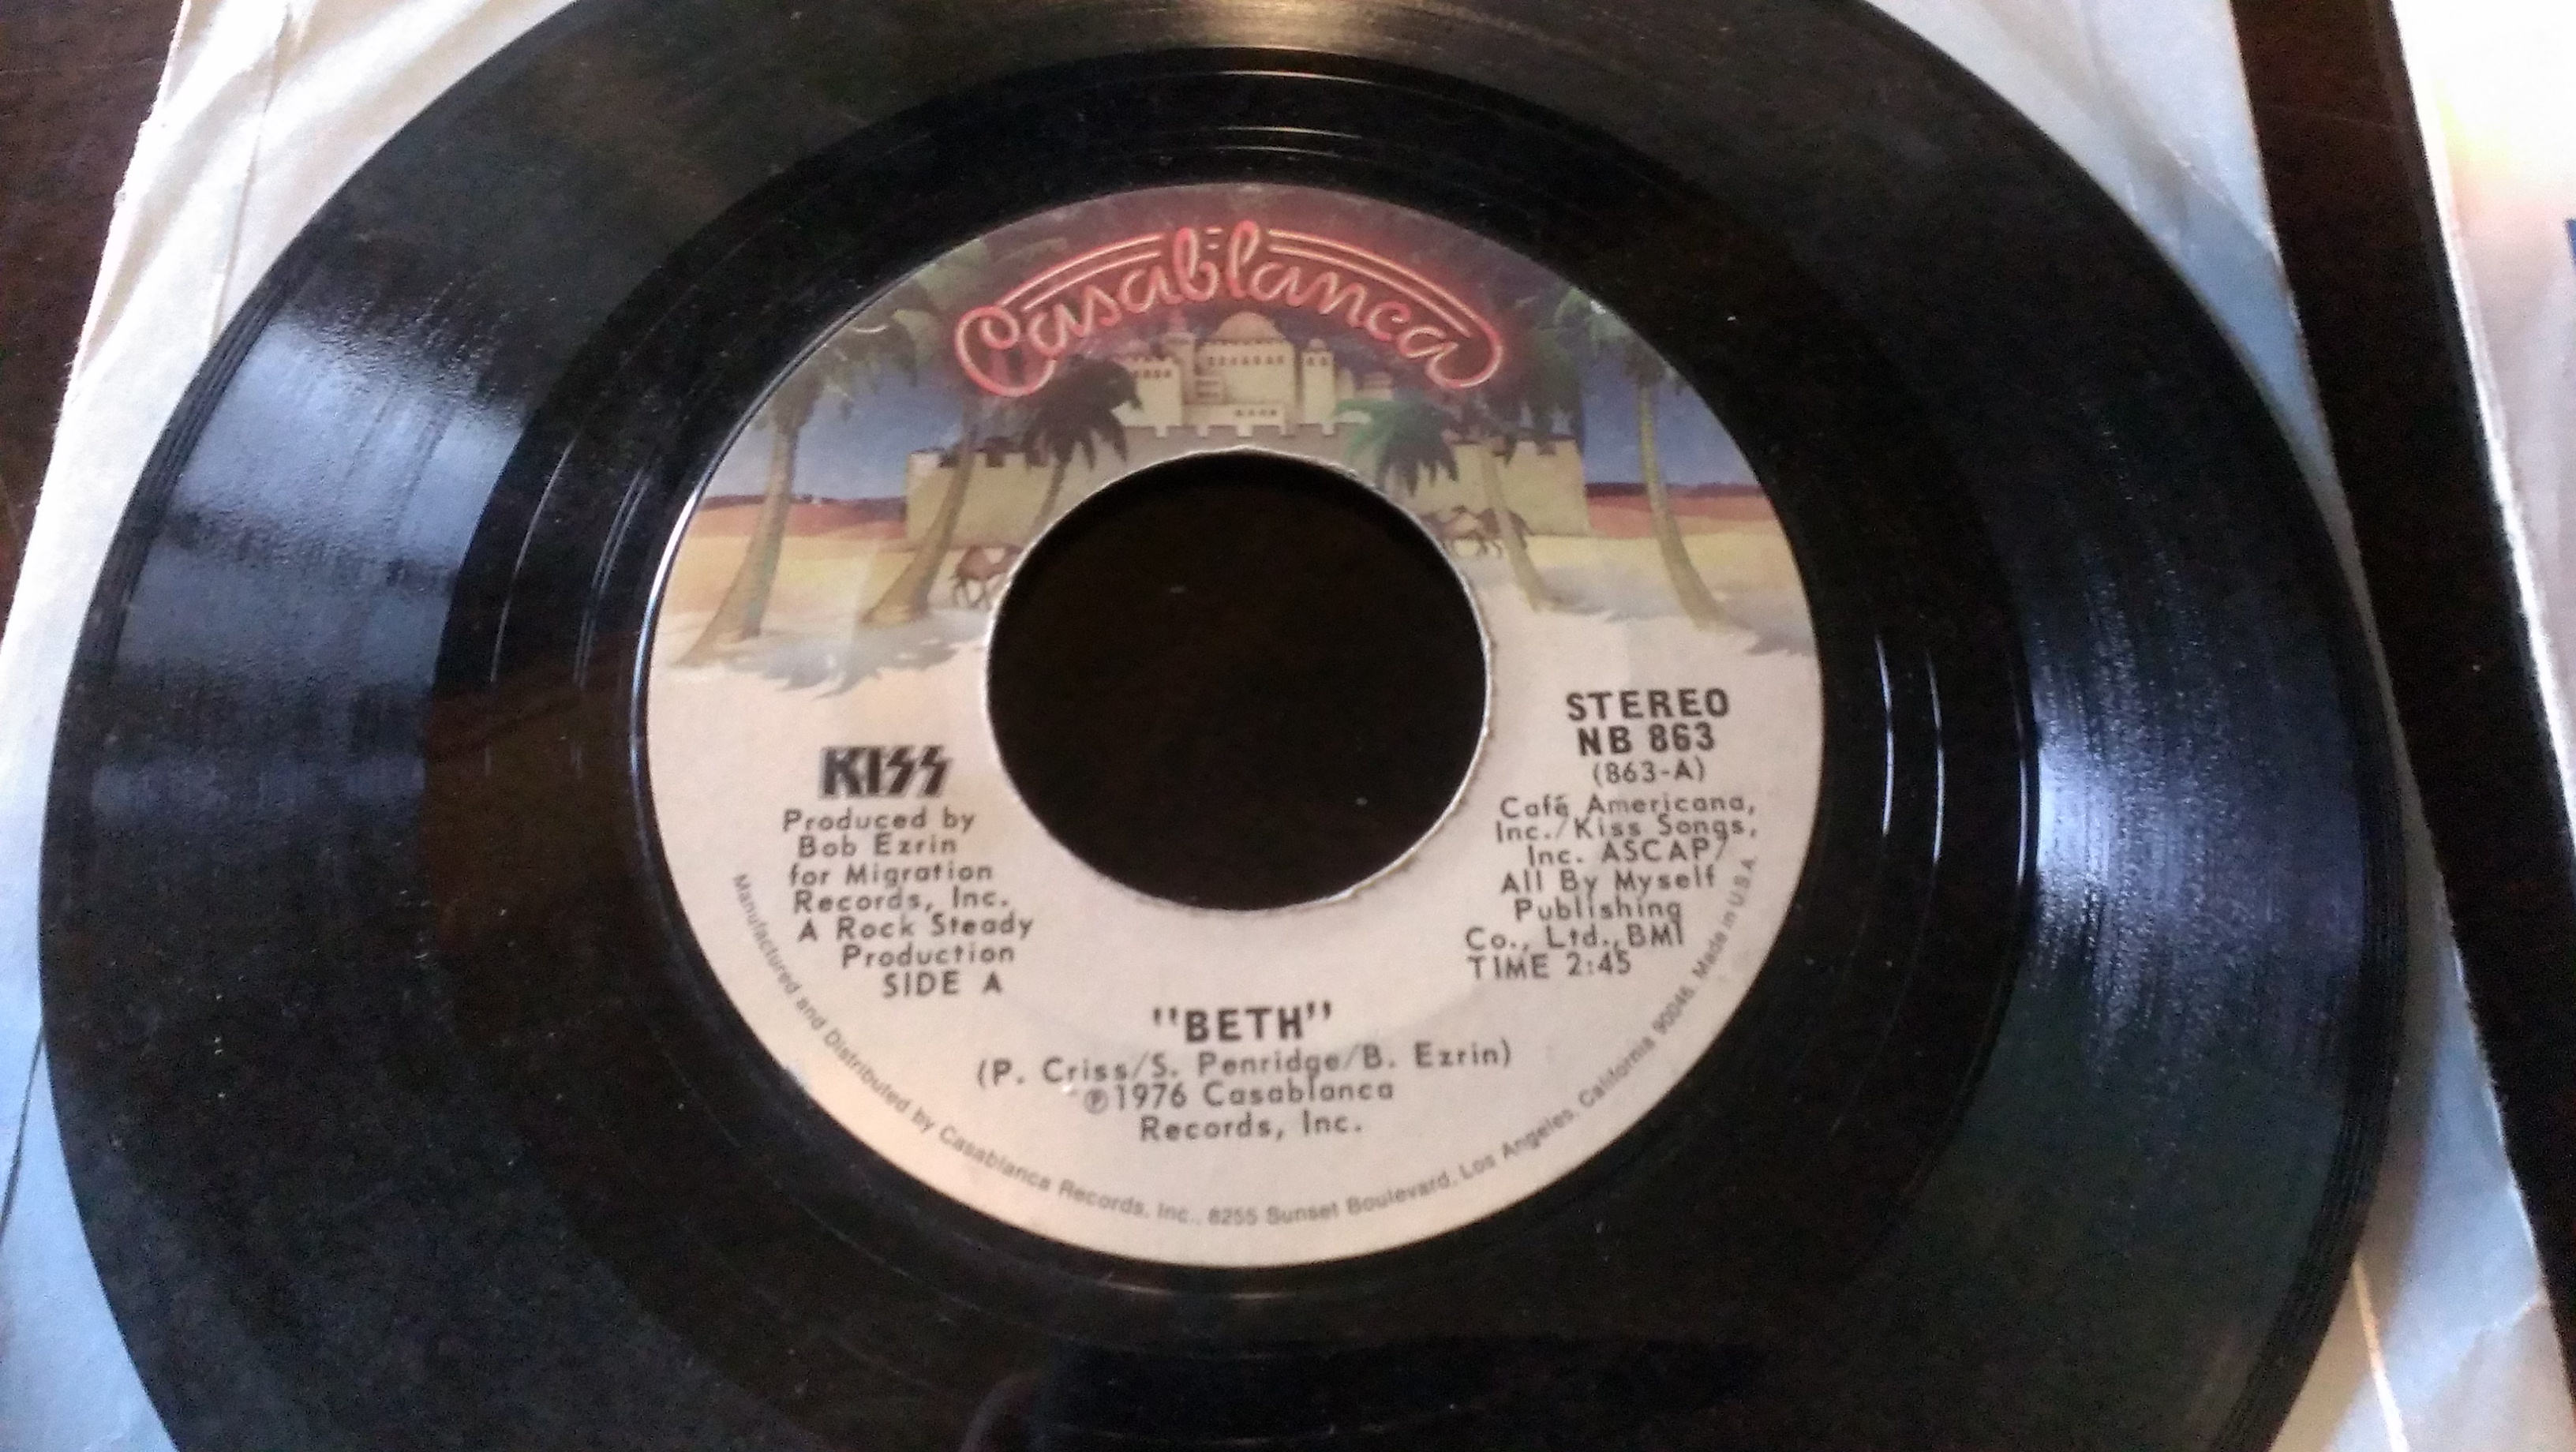 Casablanca
KISS
Produced by
Bob Ezrin
for Migration
Records, Inc.
A Rock Steady
Production
SIDE A
STEREO
NB 863
(863-A)
Café Americana,
Inc./Kiss Songs,
Inc. ASCAP/
All By Myself
Publishing
Co., Ltd., BMI
TIME 2:45
"BETH"
(P. Criss/S. Penridge/B. Ezrin)
℗1976 Casablanca
Records, Inc.
Manufactured and Distributed by Casablanca Records, Inc., 8255 Sunset Boulevard, Los Angeles, California 90046. Made in U.S.A.